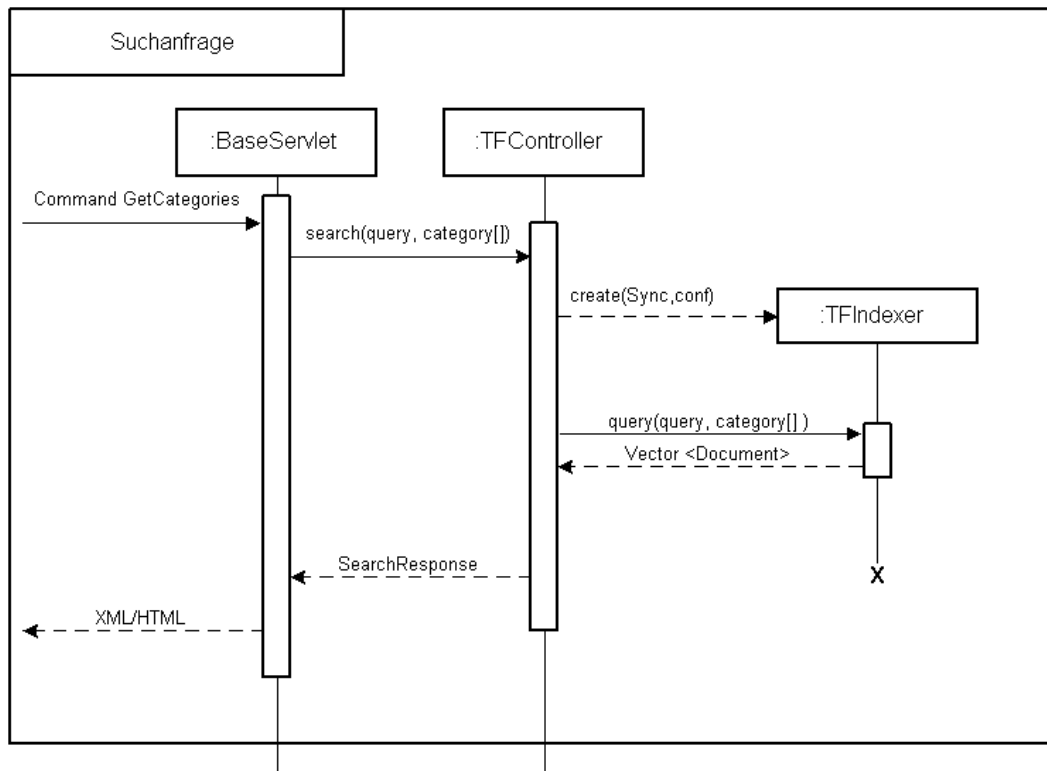 Suchanfrage
:BaseServlet
:TFController
Command GetCategories
search(query, category[])
create(Sync,conf)
:TFIndexer
query(query, category[] )
Vector <Document>
SearchResponse
X
XML/HTML